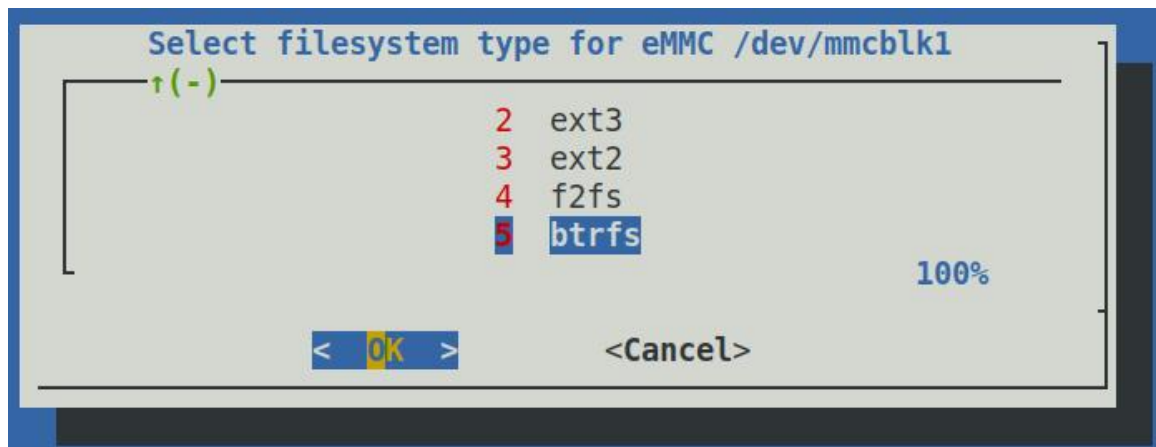 Select filesystem type for eMMC /dev/mmcblk1
↑(-)
2 ext3
3 ext2
4 f2fs
5 btrfs
100%
< OK > <Cancel>